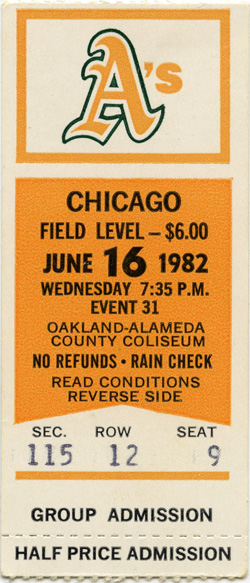 A's
CHICAGO
FIELD LEVEL – $6.00
JUNE 16 1982
WEDNESDAY 7:35 P.M.
EVENT 31
OAKLAND-ALAMEDA
COUNTY COLISEUM
NO REFUNDS • RAIN CHECK
READ CONDITIONS
REVERSE SIDE
SEC. ROW SEAT
115 12 9
GROUP ADMISSION
HALF PRICE ADMISSION